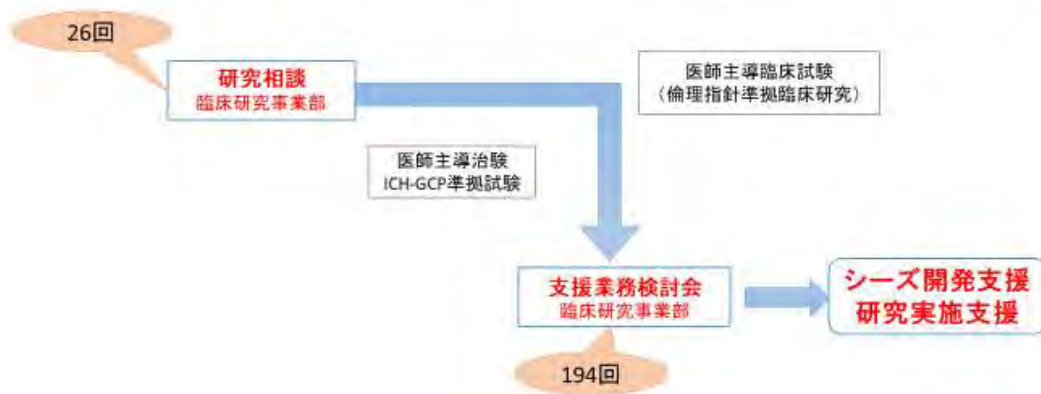 26回
研究相談
臨床研究事業部
医師主導臨床試験
(倫理指針準拠臨床研究)
医師主導治験
ICH-GCP準拠試験
支援業務検討会
臨床研究事業部
シーズ開発支援
研究実施支援
194回